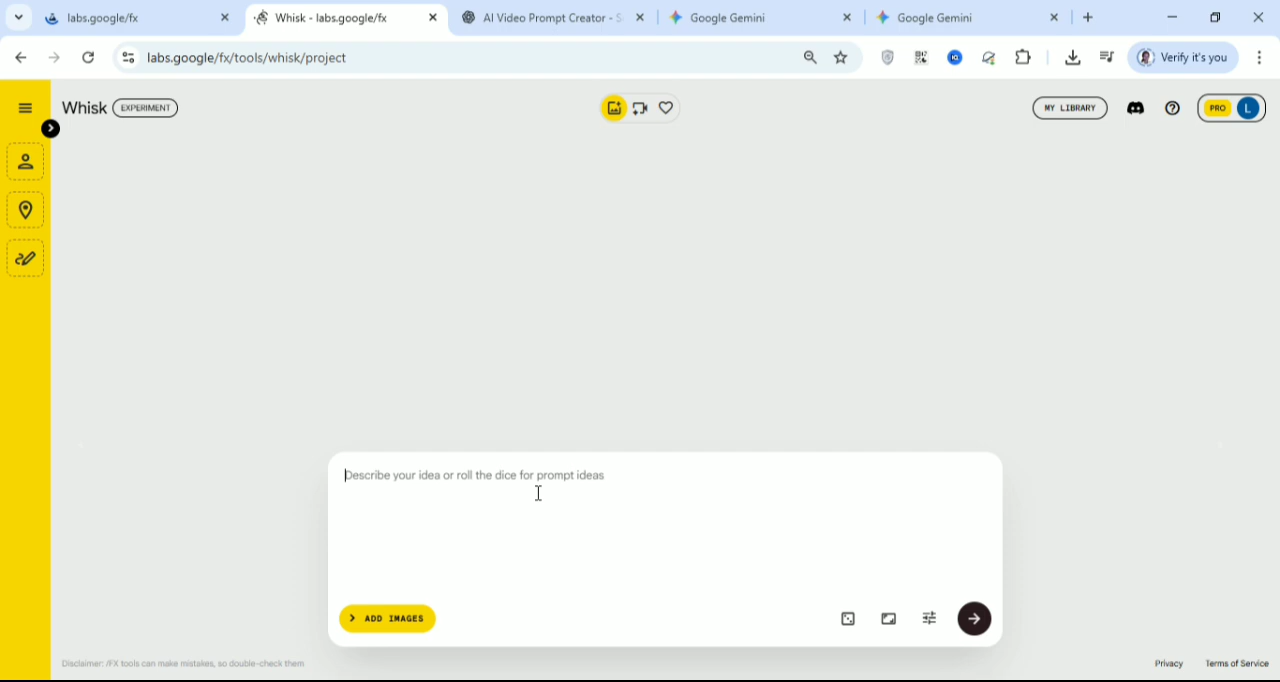 labs.google/fx
Whisk - labs.google/fx
AI Video Prompt Creator - S
Google Gemini
Google Gemini
labs.google/fx/tools/whisk/project
Verify it's you
Whisk EXPERIMENT
MY LIBRARY
PRO L
Describe your idea or roll the dice for prompt ideas
ADD IMAGES
Disclaimer: /FX tools can make mistakes, so double-check them
Privacy
Terms of Service